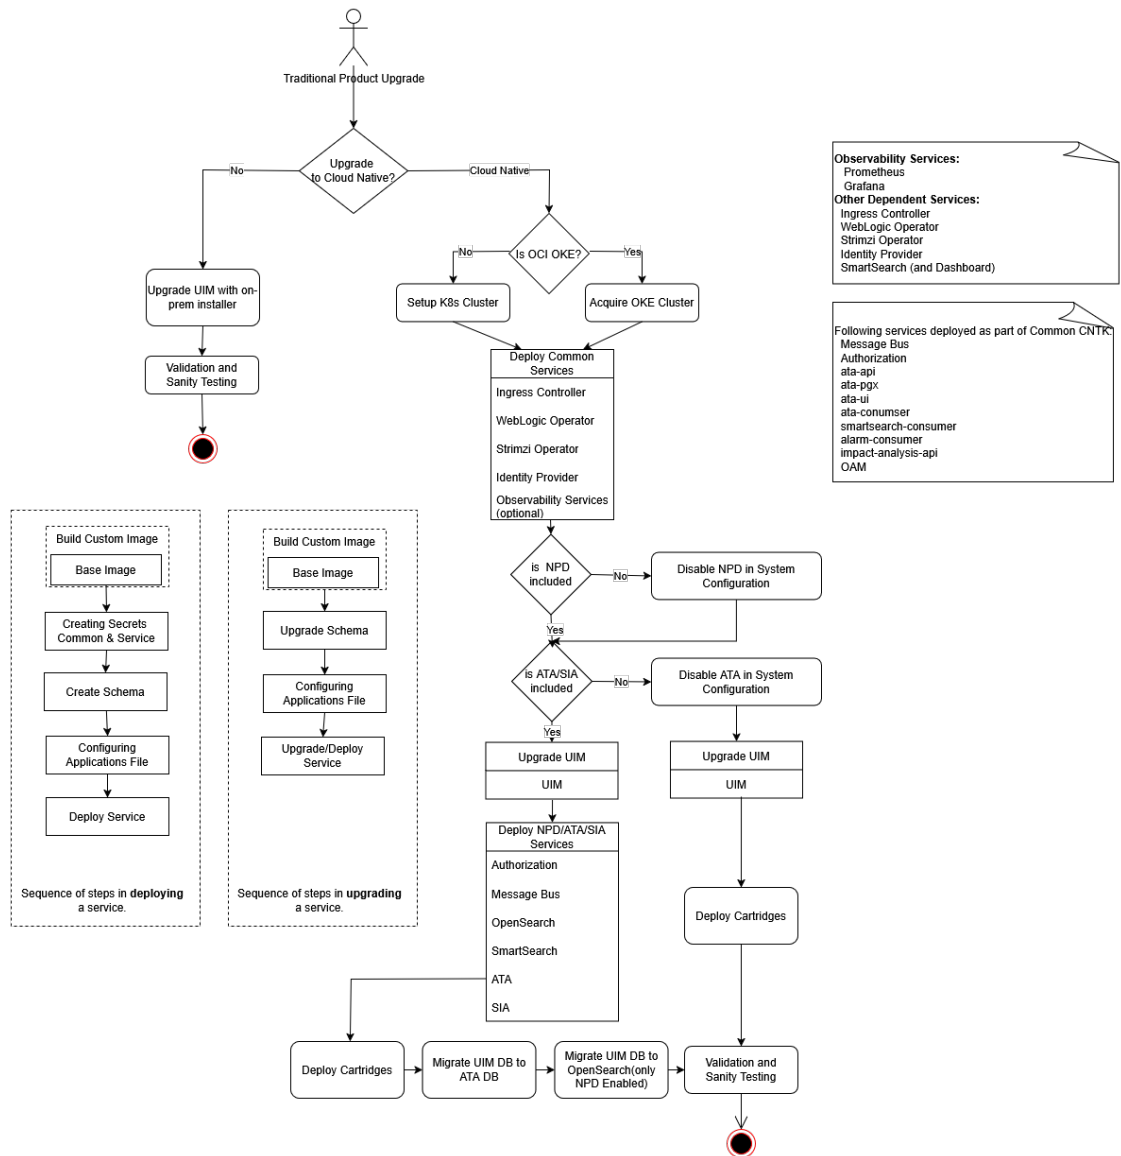 Traditional Product Upgrade
Upgrade
to Cloud Native?
No
Cloud Native
Is OCI OKE?
No
Yes
Upgrade UIM with on-
prem installer
Setup K8s Cluster
Acquire OKE Cluster
Validation and
Sanity Testing
Deploy Common
Services
Ingress Controller
WebLogic Operator
Strimzi Operator
Identity Provider
Observability Services
(optional)
Observability Services:
Prometheus
Grafana
Other Dependent Services:
Ingress Controller
WebLogic Operator
Strimzi Operator
Identity Provider
SmartSearch (and Dashboard)
Following services deployed as part of Common CNTK:
Message Bus
Authorization
ata-api
ata-pgx
ata-ui
ata-conumser
smartsearch-consumer
alarm-consumer
impact-analysis-api
OAM
Build Custom Image
Base Image
Creating Secrets
Common & Service
Create Schema
Configuring
Applications File
Deploy Service
Sequence of steps in deploying
a service.
Build Custom Image
Base Image
Upgrade Schema
Configuring
Applications File
Upgrade/Deploy
Service
Sequence of steps in upgrading
a service.
is NPD
included
No
Disable NPD in System
Configuration
Yes
is ATA/SIA
included
No
Disable ATA in System
Configuration
Yes
Upgrade UIM
UIM
Upgrade UIM
UIM
Deploy NPD/ATA/SIA
Services
Authorization
Message Bus
OpenSearch
SmartSearch
ATA
SIA
Deploy Cartridges
Deploy Cartridges
Migrate UIM DB to
ATA DB
Migrate UIM DB to
OpenSearch(only
NPD Enabled)
Validation and
Sanity Testing